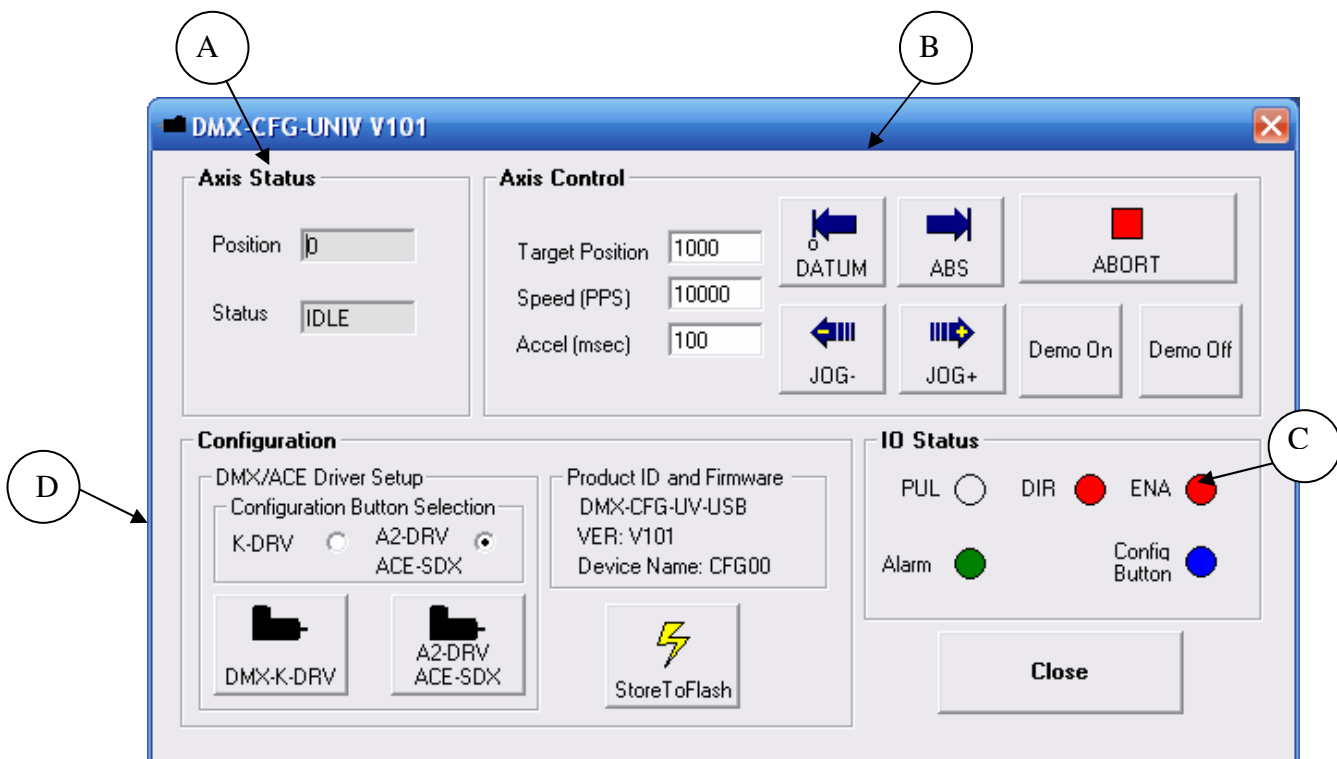 A
B
DMX-CFG-UNIV V101
Axis Status
Position 0
Status IDLE
Axis Control
Target Position 1000
Speed (PPS) 10000
Accel (msec) 100
DATUM
ABS
ABORT
JOG-
JOG+
Demo On
Demo Off
D
Configuration
DMX/ACE Driver Setup
Configuration Button Selection
K-DRV
A2-DRV
ACE-SDX
DMX-K-DRV
A2-DRV
ACE-SDX
Product ID and Firmware
DMX-CFG-UV-USB
VER: V101
Device Name: CFG00
StoreToFlash
IO Status
C
PUL
DIR
ENA
Alarm
Config
Button
Close